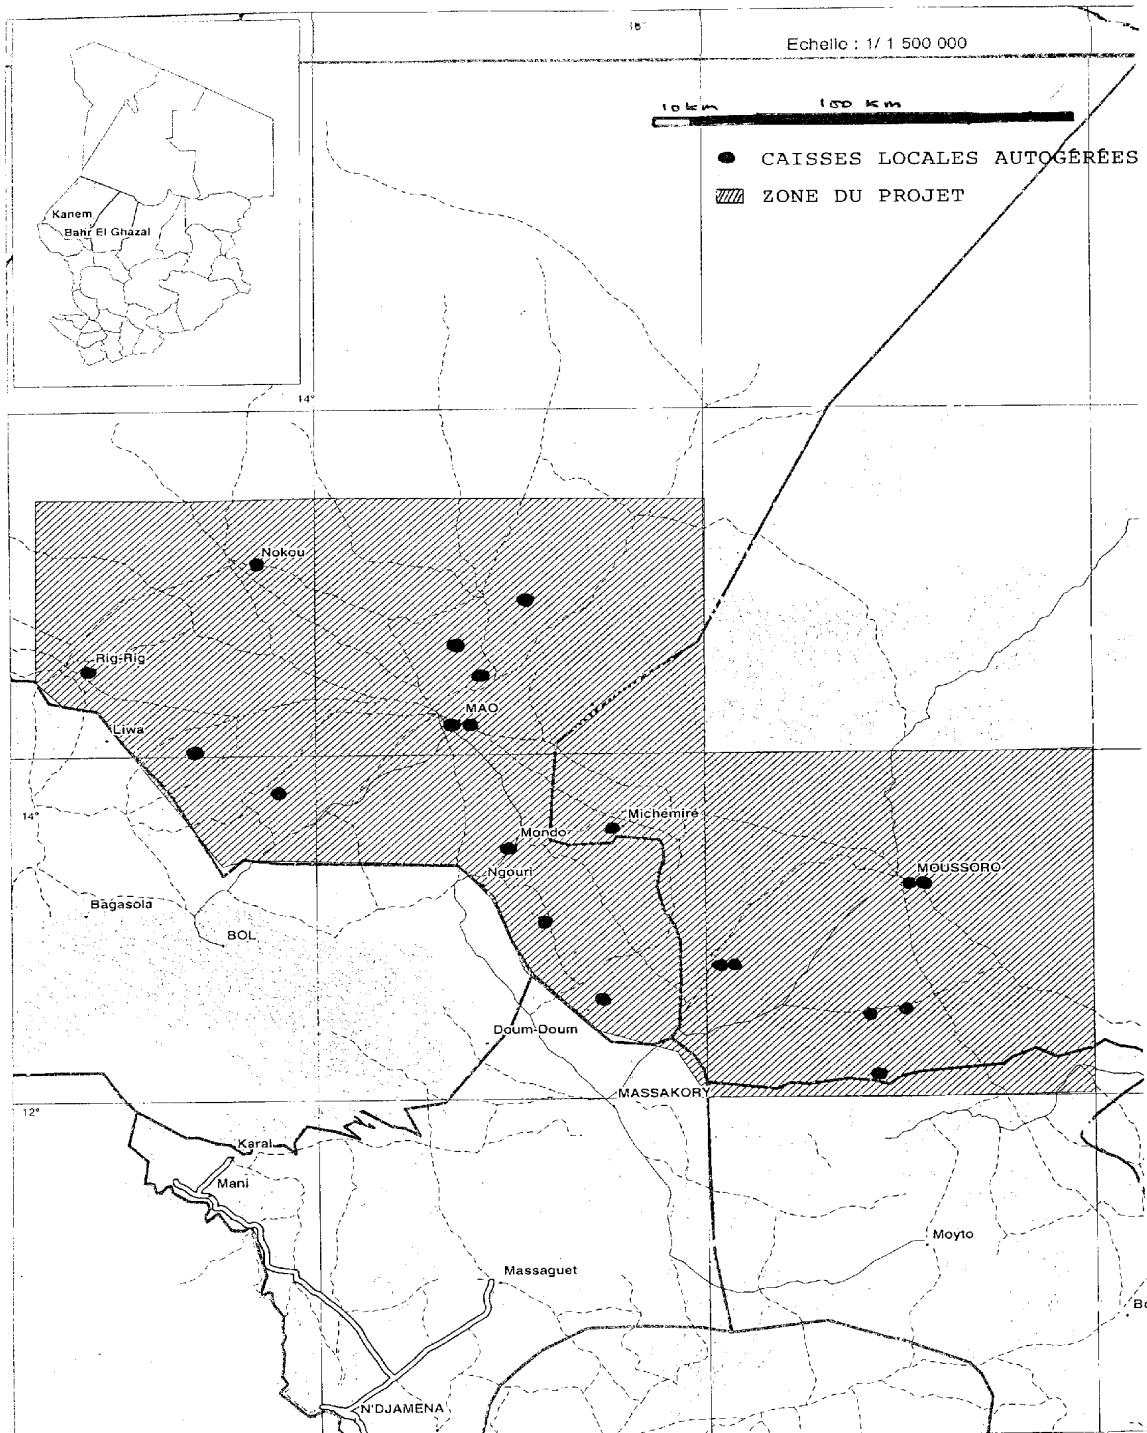 16°
Echelle : 1/ 1 500 000
10km 100 km
CAISSES LOCALES AUTOGÉRÉES
ZONE DU PROJET
Kanem
Bahr El Ghazal
14°
Nokou
Rig-Rig
MAO
Liwa
14°
Michemiré
Mondo
Ngouri
MOUSSORO
Bagasola
BOL
Doum-Doum
MASSAKORY
12°
Karal
Mani
Moyto
Massaguet
N'DJAMENA